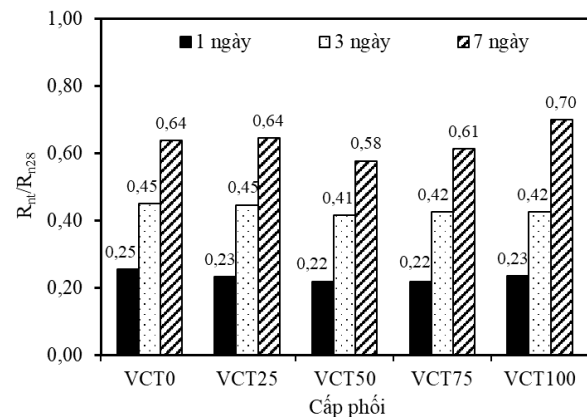 1,00
0,80
0,60
0,40
0,20
0,00
R_nt/R_n28
1 ngày 3 ngày 7 ngày
0,25 0,45 0,64
0,23 0,45 0,64
0,22 0,41 0,58
0,22 0,42 0,61
0,23 0,42 0,70
VCT0 VCT25 VCT50 VCT75 VCT100
Cấp phối